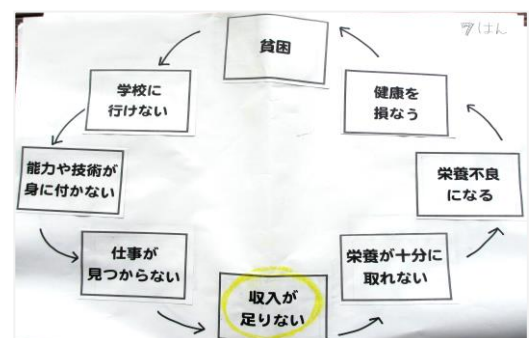 7はん
貧困
学校に
行けない
能力や技術が
身に付かない
仕事が
見つからない
収入が
足りない
栄養が十分に
取れない
栄養不良
になる
健康を
損なう